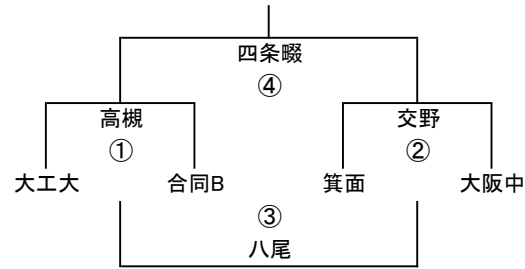 四条畷
④
高槻
交野
①
②
大工大
合同B
箕面
大阪中
③
八尾